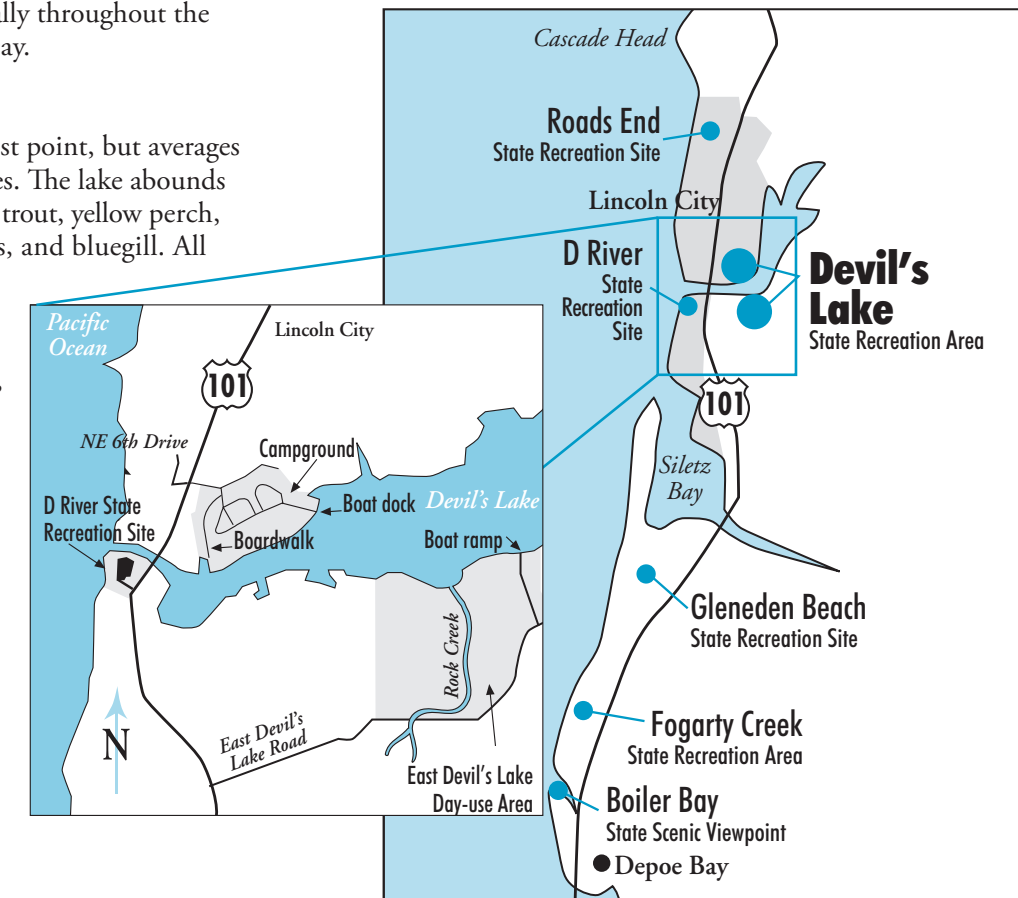 ally throughout the
ay.
st point, but averages
es. The lake abounds
trout, yellow perch,
s, and bluegill. All
Cascade Head
Roads End
State Recreation Site
Lincoln City
D River
State
Recreation
Site
Devil's
Lake
State Recreation Area
101
Siletz
Bay
Gleneden Beach
State Recreation Site
Fogarty Creek
State Recreation Area
Boiler Bay
State Scenic Viewpoint
Depoe Bay
Pacific
Ocean
Lincoln City
101
NE 6th Drive
Campground
D River State
Recreation Site
Boat dock
Devil's Lake
Boardwalk
Boat ramp
Rock Creek
N
East Devil's
Lake Road
East Devil's Lake
Day-use Area